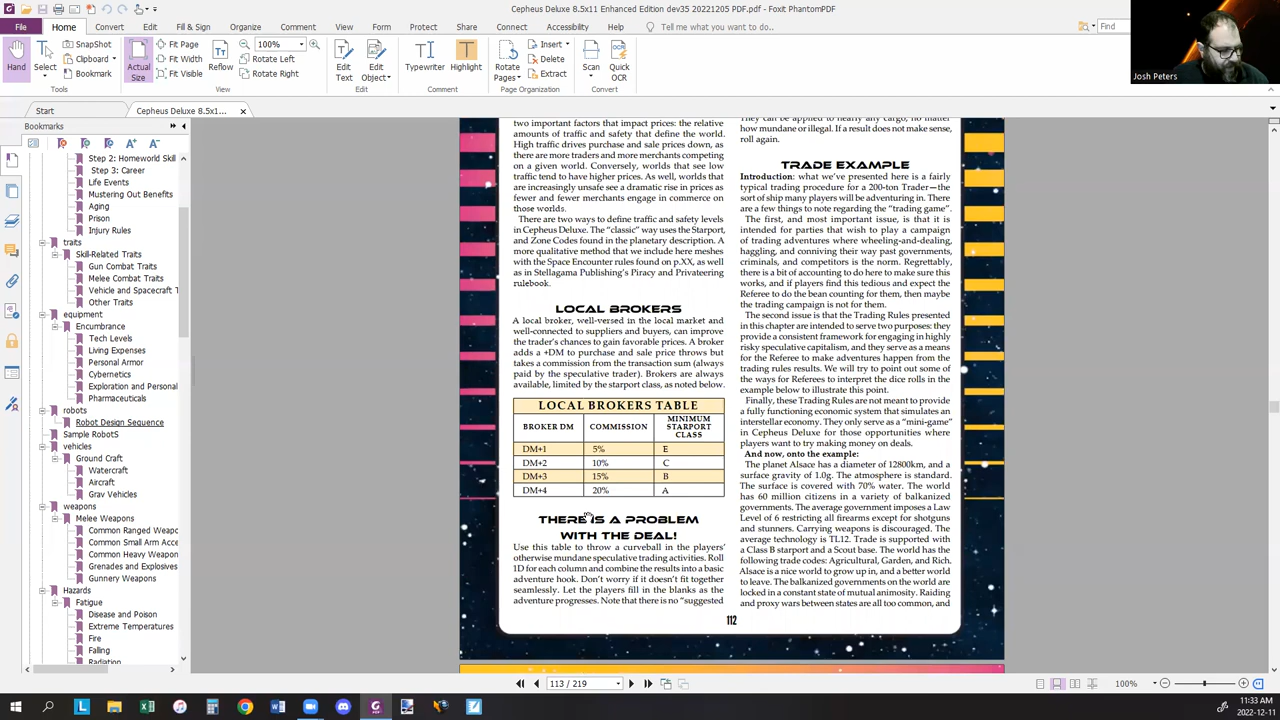 Cepheus Deluxe 8.5x11 Enhanced Edition dev35 20221205 PDF.pdf - Foxit PhantomPDF
File Home Convert Edit Fill & Sign Organize Comment View Form Protect Share Connect Accessibility Help Tell me what you want to do... Find
Hand
Select
SnapShot
Clipboard
Bookmark
Tools
Actual Size
Fit Page
Fit Width
Fit Visible
Reflow
100%
Rotate Left
Rotate Right
View
Edit Text
Edit Object
Edit
Typewriter
Highlight
Comment
Rotate Pages
Insert
Delete
Extract
Page Organization
Scan
Quick OCR
Convert
Josh Peters
Start
Cepheus Deluxe 8.5x1...
Bookmarks
Step 2: Homeworld Skil
Step 3: Career
Life Events
Mustering Out Benefits
Aging
Prison
Injury Rules
traits
Skill-Related Traits
Gun Combat Traits
Melee Combat Traits
Vehicle and Spacecraft T
Other Traits
equipment
Encumbrance
Tech Levels
Living Expenses
Personal Armor
Cybernetics
Exploration and Personal
Pharmaceuticals
robots
Robot Design Sequence
Sample RobotS
vehicles
Ground Craft
Watercraft
Aircraft
Grav Vehicles
weapons
Melee Weapons
Common Ranged Weapc
Common Small Arm Acce
Common Heavy Weapon
Grenades and Explosives
Gunnery Weapons
Hazards
Fatigue
Disease and Poison
Extreme Temperatures
Fire
Falling
Radiation
two important factors that impact prices: the relative
amounts of traffic and safety that define the world.
High traffic drives purchase and sale prices down, as
there are more traders and more merchants competing
on a given world. Conversely, worlds that see low
traffic tend to have higher prices. As well, worlds that
are increasingly unsafe see a dramatic rise in prices as
fewer and fewer merchants engage in commerce on
those worlds.
There are two ways to define traffic and safety levels
in Cepheus Deluxe. The “classic” way uses the Starport,
and Zone Codes found in the planetary description. A
more qualitative method that we include here meshes
with the Space Encounter rules found on p.XX, as well
as in Stellagama Publishing’s Piracy and Privateering
rulebook.
LOCAL BROKERS
A local broker, well-versed in the local market and
well-connected to suppliers and buyers, can improve
the trader’s chances to gain favorable prices. A broker
adds a +DM to purchase and sale price throws but
takes a commission from the transaction sum (always
paid by the speculative trader). Brokers are always
available, limited by the starport class, as noted below.
LOCAL BROKERS TABLE
BROKER DM COMMISSION MINIMUM STARPORT CLASS
DM+1 5% E
DM+2 10% C
DM+3 15% B
DM+4 20% A
THERE IS A PROBLEM
WITH THE DEAL!
Use this table to throw a curveball in the players’
otherwise mundane speculative trading activities. Roll
1D for each column and combine the results into a basic
adventure hook. Don’t worry if it doesn’t fit together
seamlessly. Let the players fill in the blanks as the
adventure progresses. Note that there is no “suggested
They can be applied to nearly any cargo, no matter
how mundane or illegal. If a result does not make sense,
roll again.
TRADE EXAMPLE
Introduction: what we’ve presented here is a fairly
typical trading procedure for a 200-ton Trader—the
sort of ship many players will be adventuring in. There
are a few things to note regarding the “trading game”.
The first, and most important issue, is that it is
intended for parties that wish to play a campaign
of trading adventures where wheeling-and-dealing,
haggling, and conniving their way past governments,
criminals, and competitors is the norm. Regrettably,
there is a bit of accounting to do here to make sure this
works, and if players find this tedious and expect the
Referee to do the bean counting for them, then maybe
the trading campaign is not for them.
The second issue is that the Trading Rules presented
in this chapter are intended to serve two purposes: they
provide a consistent framework for engaging in highly
risky speculative capitalism, and they serve as a means
for the Referee to make adventures happen from the
trading rules results. We will try to point out some of
the ways for Referees to interpret the dice rolls in the
example below to illustrate this point.
Finally, these Trading Rules are not meant to provide
a fully functioning economic system that simulates an
interstellar economy. They only serve as a “mini-game”
in Cepheus Deluxe for those opportunities where
players want to try making money on deals.
And now, onto the example:
The planet Alsace has a diameter of 12800km, and a
surface gravity of 1.0g. The atmosphere is standard.
The surface is covered with 70% water. The world
has 60 million citizens in a variety of balkanized
governments. The average government imposes a Law
Level of 6 restricting all firearms except for shotguns
and stunners. Carrying weapons is discouraged. The
average technology is TL12. Trade is supported with
a Class B starport and a Scout base. The world has the
following trade codes: Agricultural, Garden, and Rich.
Alsace is a nice world to grow up in, and a better world
to leave. The balkanized governments on the world are
locked in a constant state of mutual animosity. Raiding
and proxy wars between states are all too common, and
112
113 / 219
100%
11:33 AM
2022-12-11